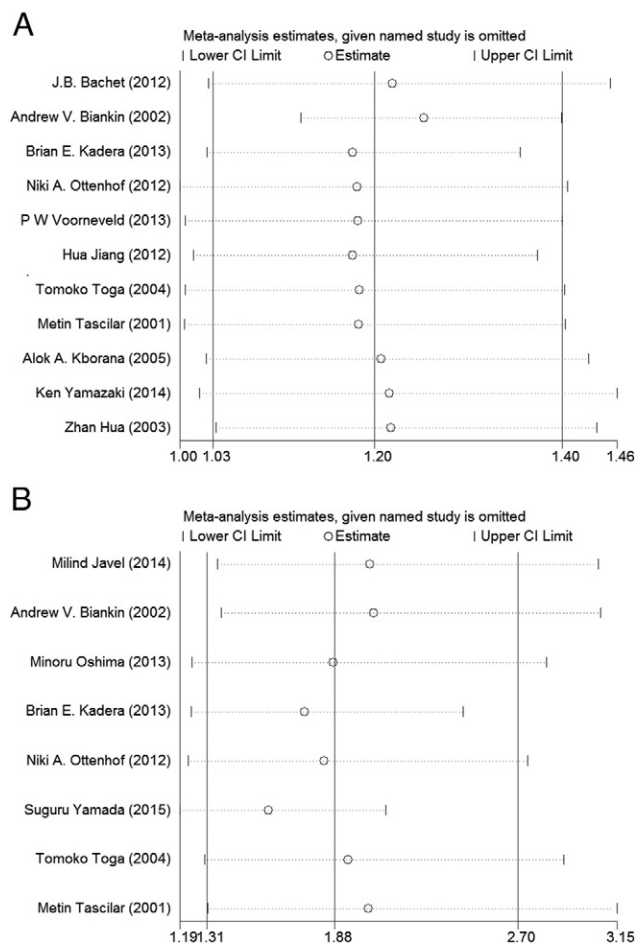 A
Meta-analysis estimates, given named study is omitted
Lower CI Limit Estimate Upper CI Limit
J.B. Bachet (2012)
Andrew V. Biankin (2002)
Brian E. Kadera (2013)
Niki A. Ottenhof (2012)
P W Voorneveld (2013)
Hua Jiang (2012)
Tomoko Toga (2004)
Metin Tascilar (2001)
Alok A. Kborana (2005)
Ken Yamazaki (2014)
Zhan Hua (2003)
1.00 1.03 1.20 1.40 1.46
B
Meta-analysis estimates, given named study is omitted
Lower CI Limit Estimate Upper CI Limit
Milind Javel (2014)
Andrew V. Biankin (2002)
Minoru Oshima (2013)
Brian E. Kadera (2013)
Niki A. Ottenhof (2012)
Suguru Yamada (2015)
Tomoko Toga (2004)
Metin Tascilar (2001)
1.19 1.31 1.88 2.70 3.15